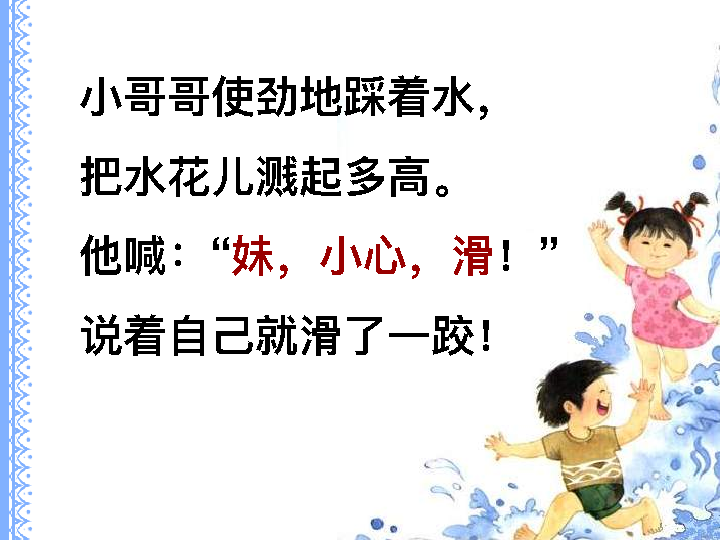 小哥哥使劲地踩着水，
把水花儿溅起多高。
他喊：“妹，小心，滑！”
说着自己就滑了一跤！